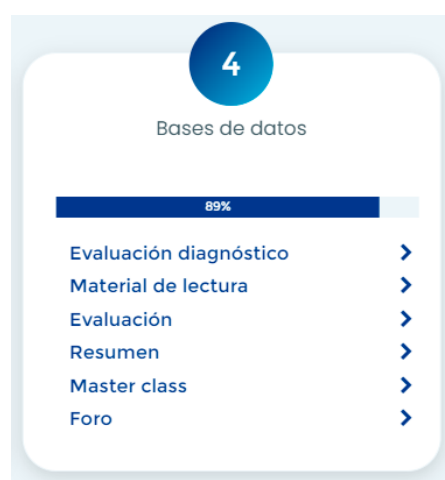 4
Bases de datos
89%
Evaluación diagnóstico
Material de lectura
Evaluación
Resumen
Master class
Foro